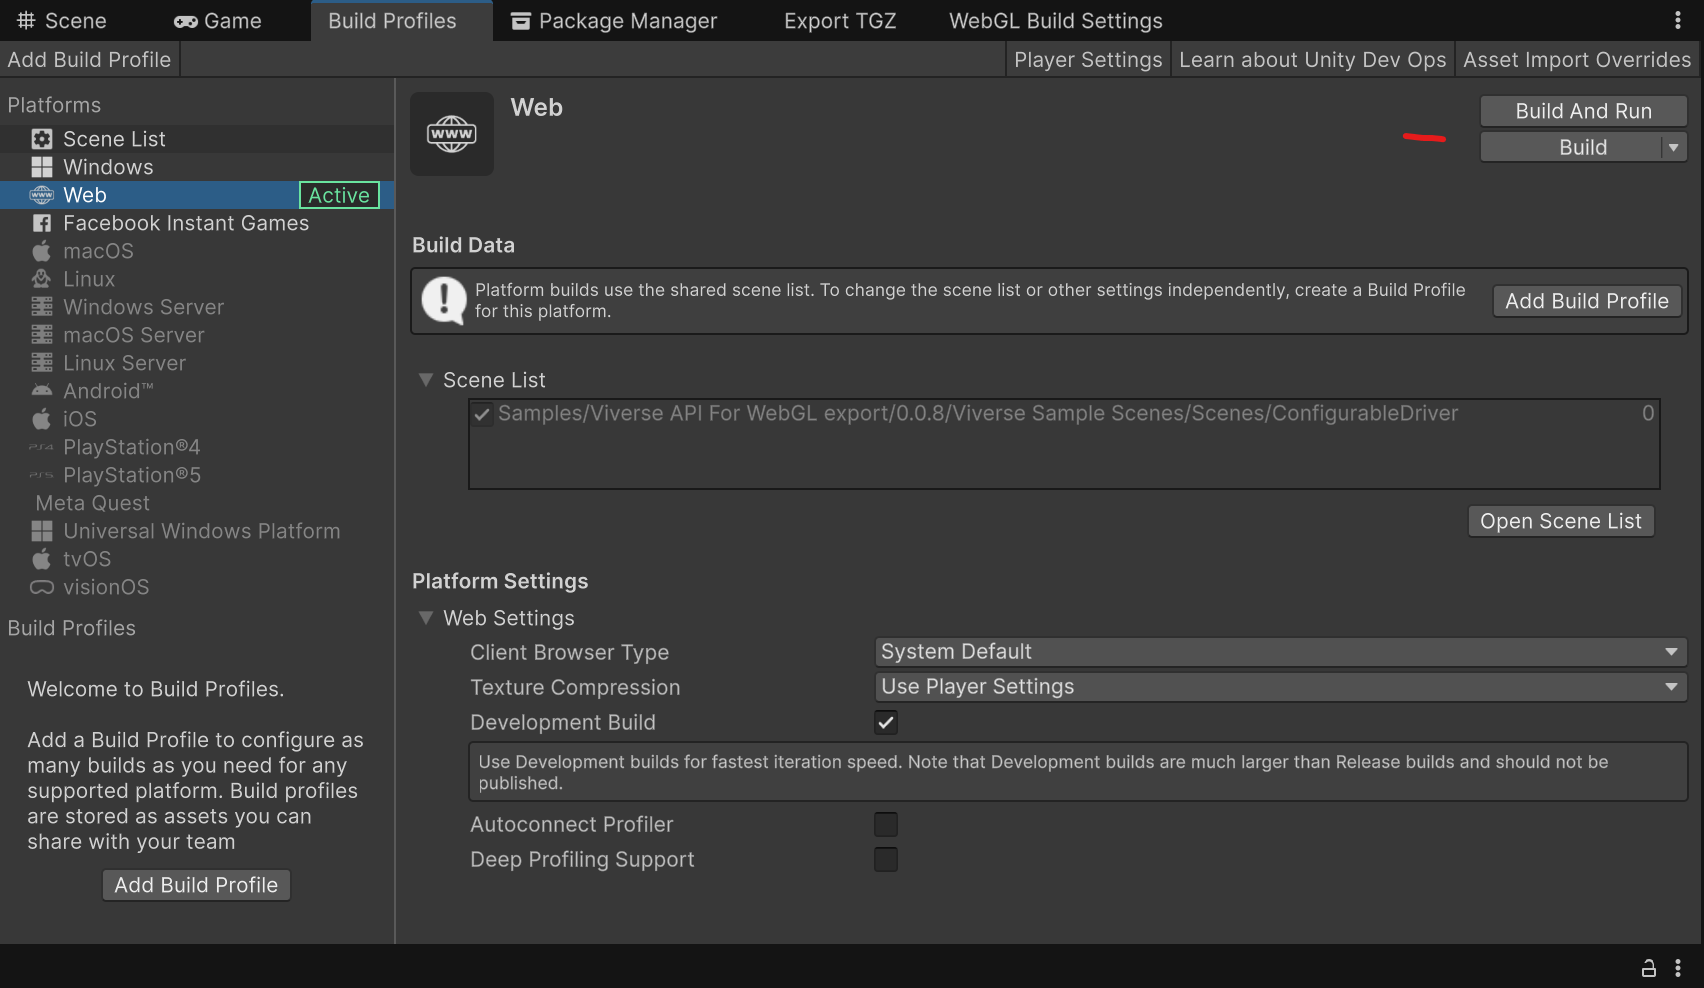 Scene
Game
Build Profiles
Package Manager
Export TGZ
WebGL Build Settings
Add Build Profile
Player Settings
Learn about Unity Dev Ops
Asset Import Overrides
Platforms
Scene List
Windows
Web
Active
Facebook Instant Games
macOS
Linux
Windows Server
macOS Server
Linux Server
Android™
iOS
PlayStation®4
PlayStation®5
Meta Quest
Universal Windows Platform
tvOS
visionOS
Build Profiles
Welcome to Build Profiles.
Add a Build Profile to configure as
many builds as you need for any
supported platform. Build profiles
are stored as assets you can
share with your team
Add Build Profile
WWW
Web
Build And Run
Build
Build Data
Platform builds use the shared scene list. To change the scene list or other settings independently, create a Build Profile
for this platform.
Add Build Profile
Scene List
Samples/Viverse API For WebGL export/0.0.8/Viverse Sample Scenes/Scenes/ConfigurableDriver 0
Open Scene List
Platform Settings
Web Settings
Client Browser Type System Default
Texture Compression Use Player Settings
Development Build
Use Development builds for fastest iteration speed. Note that Development builds are much larger than Release builds and should not be
published.
Autoconnect Profiler
Deep Profiling Support